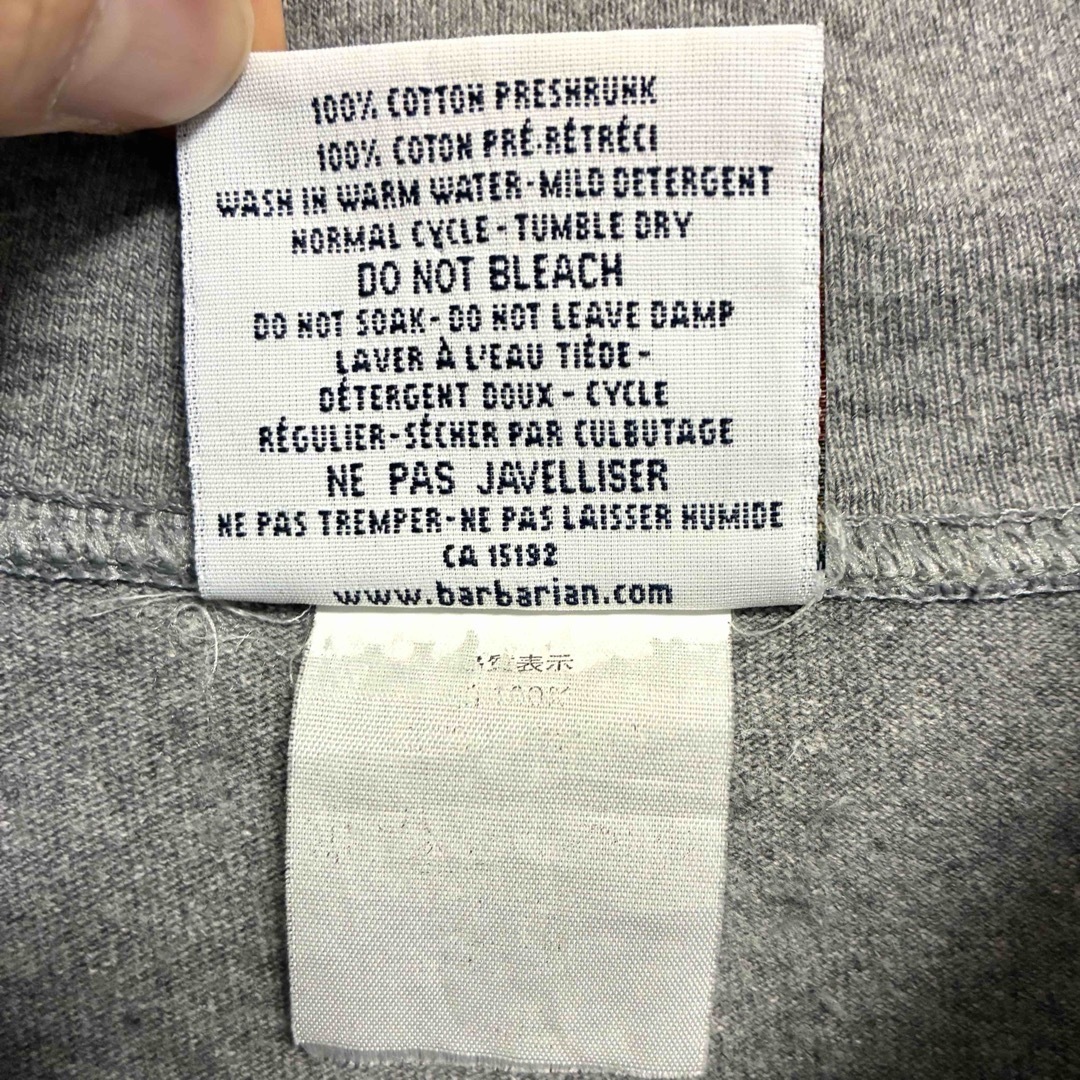 100% COTTON PRESHRUNK
100% COTON PRÉ-RÉTRÉCI
WASH IN WARM WATER-MILD DETERGENT
NORMAL CYCLE-TUMBLE DRY
DO NOT BLEACH
DO NOT SOAK-DO NOT LEAVE DAMP
LAVER À L'EAU TIÉDE-
DÉTERGENT DOUX - CYCLE
RÉGULIER-SÉCHER PAR CULBUTAGE
NE PAS JAVELLISER
NE PAS TREMPER-NE PAS LAISSER HUMIDE
CA 15192
www.barbarian.com
表示
100%